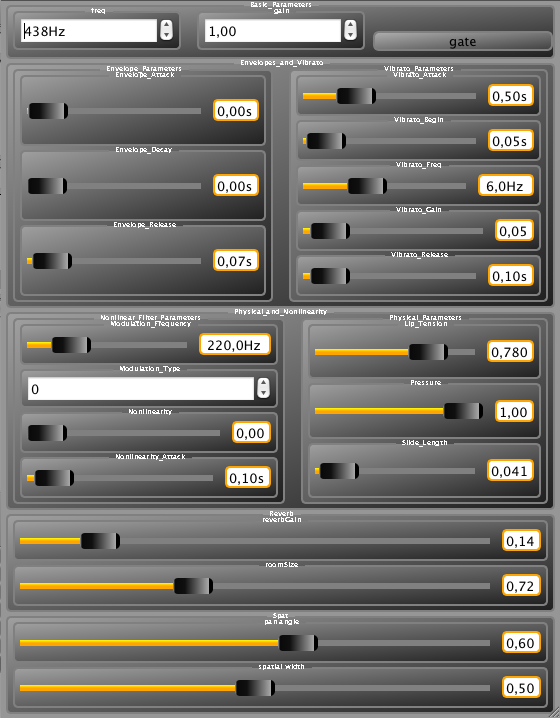 Basic_Parameters
freq
gain
438Hz
1,00
gate
Envelopes_and_Vibrato
Envelope_Parameters
Envelope_Attack
0,00s
Envelope_Decay
0,00s
Envelope_Release
0,07s
Vibrato_Parameters
Vibrato_Attack
0,50s
Vibrato_Begin
0,05s
Vibrato_Freq
6,0Hz
Vibrato_Gain
0,05
Vibrato_Release
0,10s
Physical_and_Nonlinearity
Nonlinear_Filter_Parameters
Modulation_Frequency
220,0Hz
Modulation_Type
0
Nonlinearity
0,00
Nonlinearity_Attack
0,10s
Physical_Parameters
Lip_Tension
0,780
Pressure
1,00
Slide_Length
0,041
Reverb
reverbGain
0,14
roomSize
0,72
Spat
pan angle
0,60
spatial width
0,50